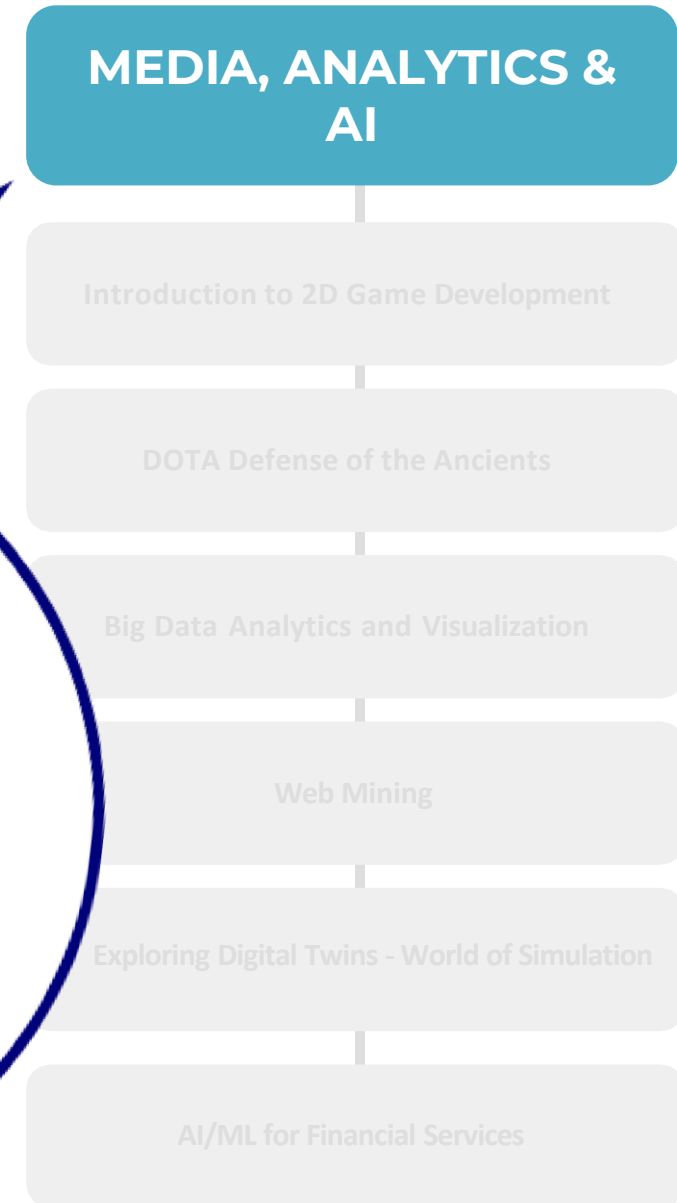 MEDIA, ANALYTICS &
AI
Introduction to 2D Game Development
DOTA Defense of the Ancients
Big Data Analytics and Visualization
Web Mining
Exploring Digital Twins - World of Simulation
AI/ML for Financial Services